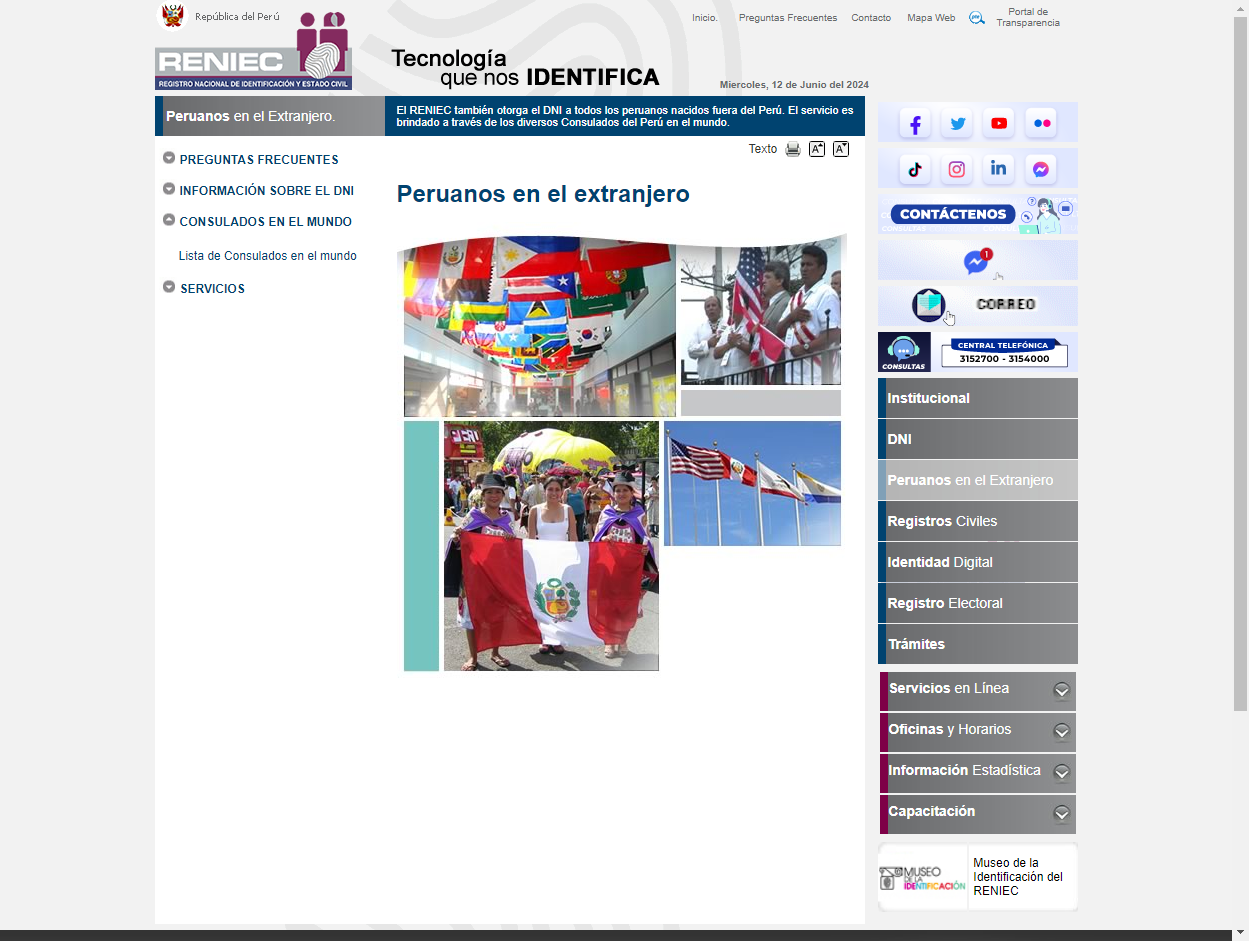 República del Perú
Inicio.
Preguntas Frecuentes
Contacto
Mapa Web
Portal de
Transparencia
RENIEC
REGISTRO NACIONAL DE IDENTIFICACIÓN Y ESTADO CIVIL
Tecnología
que nos IDENTIFICA
Miercoles, 12 de Junio del 2024
Peruanos en el Extranjero.
El RENIEC también otorga el DNI a todos los peruanos nacidos fuera del Perú. El servicio es
brindado a través de los diversos Consulados del Perú en el mundo.
Texto
A
A
PREGUNTAS FRECUENTES
INFORMACIÓN SOBRE EL DNI
CONSULADOS EN EL MUNDO
Lista de Consulados en el mundo
SERVICIOS
Peruanos en el extranjero
CONTÁCTENOS
1
CORREO
CONSULTAS
CENTRAL TELEFÓNICA
3152700 - 3154000
Institucional
DNI
Peruanos en el Extranjero
Registros Civiles
Identidad Digital
Registro Electoral
Trámites
Servicios en Línea
Oficinas y Horarios
Información Estadística
Capacitación
MUSEO
DE LA
IDENTIFICACIÓN
Museo de la
Identificación del
RENIEC